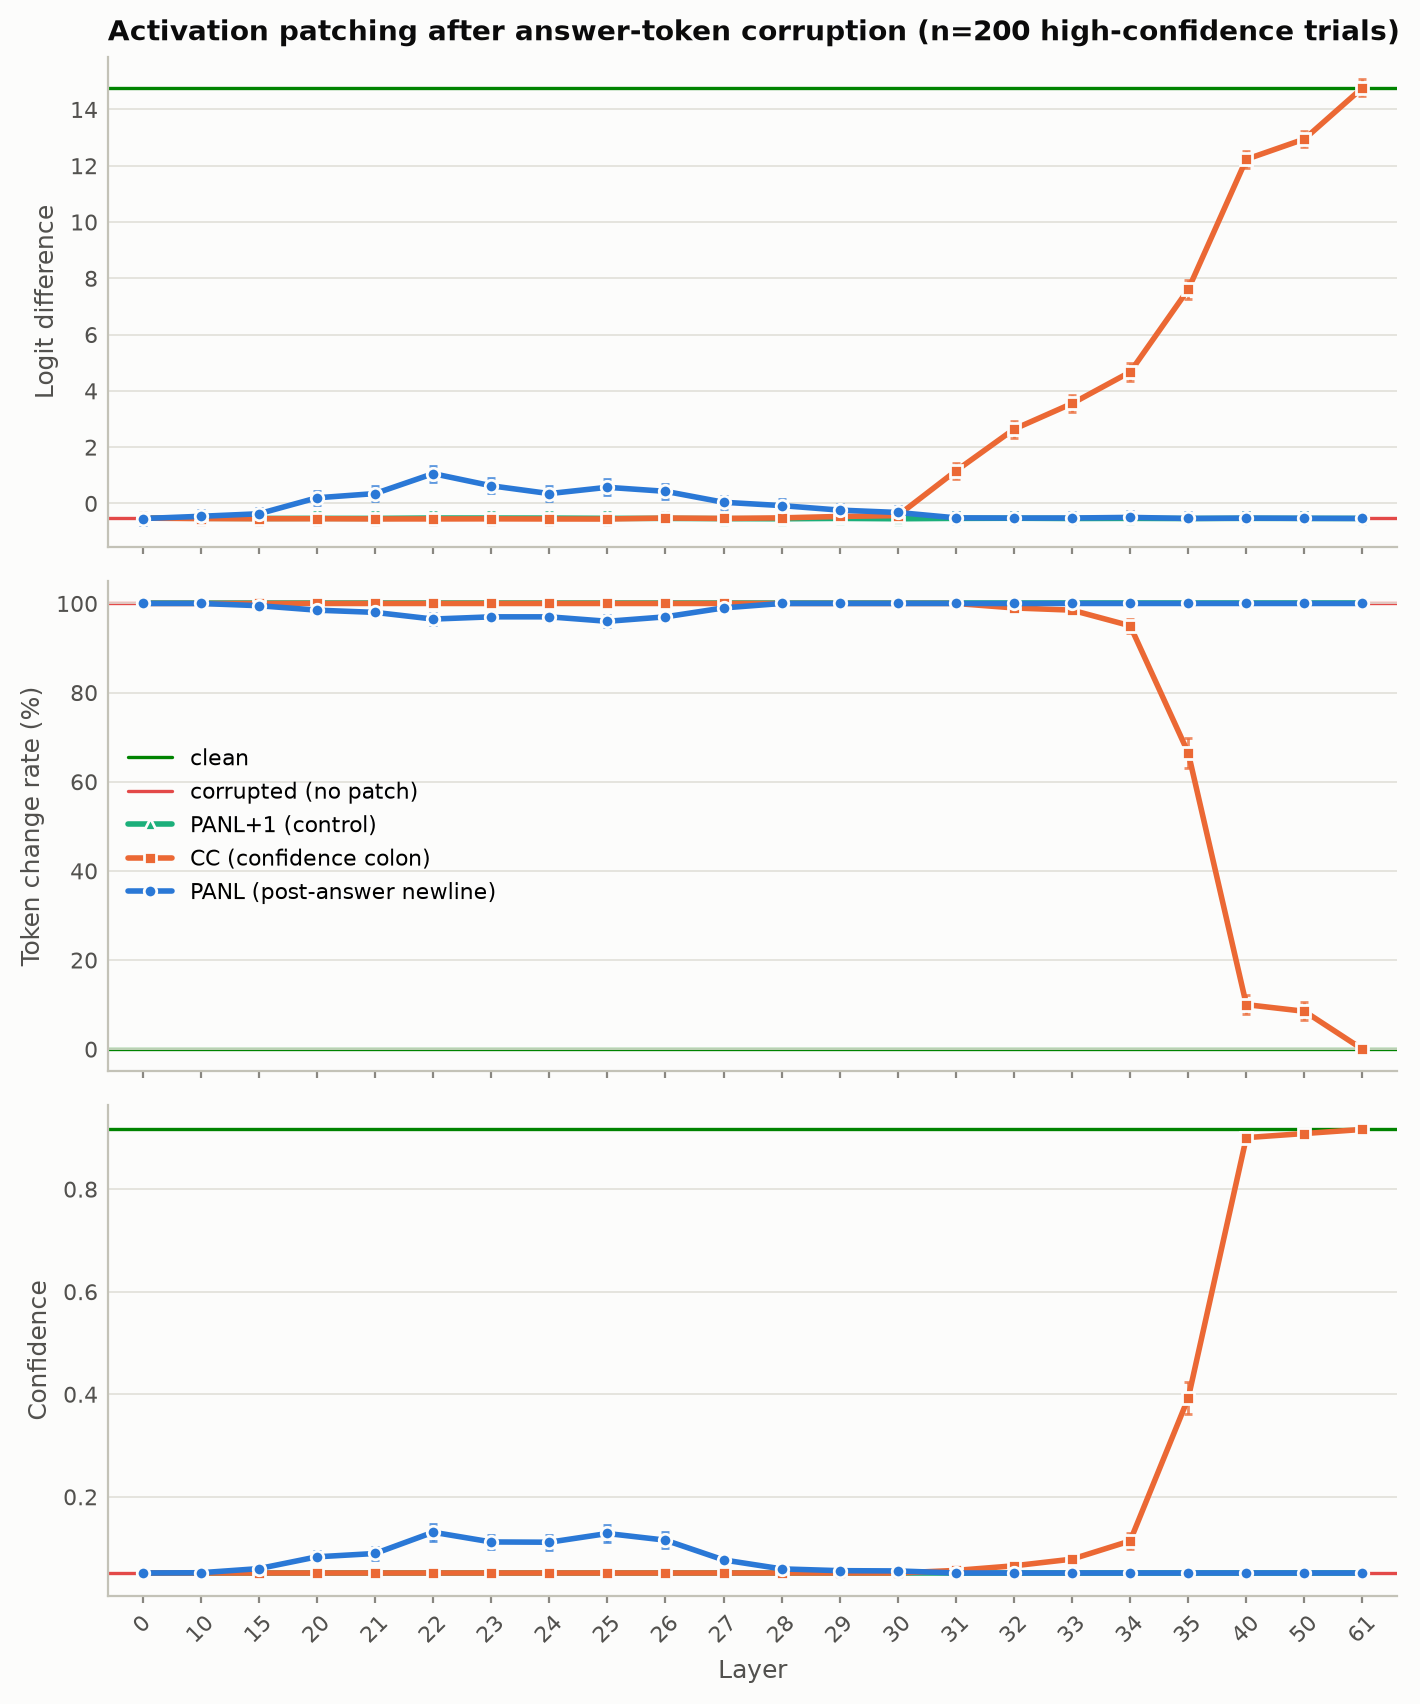 Activation patching after answer-token corruption (n=200 high-confidence trials)
Logit difference
14
12
10
8
6
4
2
0
Token change rate (%)
100
80
60
40
20
0
clean
corrupted (no patch)
PANL+1 (control)
CC (confidence colon)
PANL (post-answer newline)
Confidence
0.8
0.6
0.4
0.2
0 10 15 20 21 22 23 24 25 26 27 28 29 30 31 32 33 34 35 40 50 61
Layer